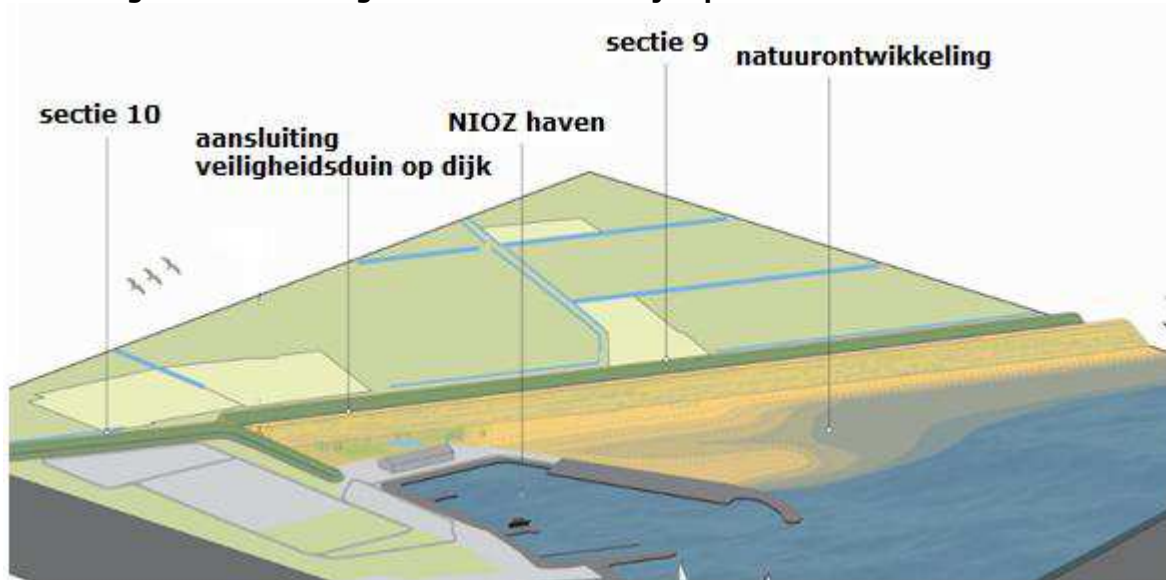 sectie 9
natuurontwikkeling
sectie 10
NIOZ haven
aansluiting
veiligheidsduin op dijk